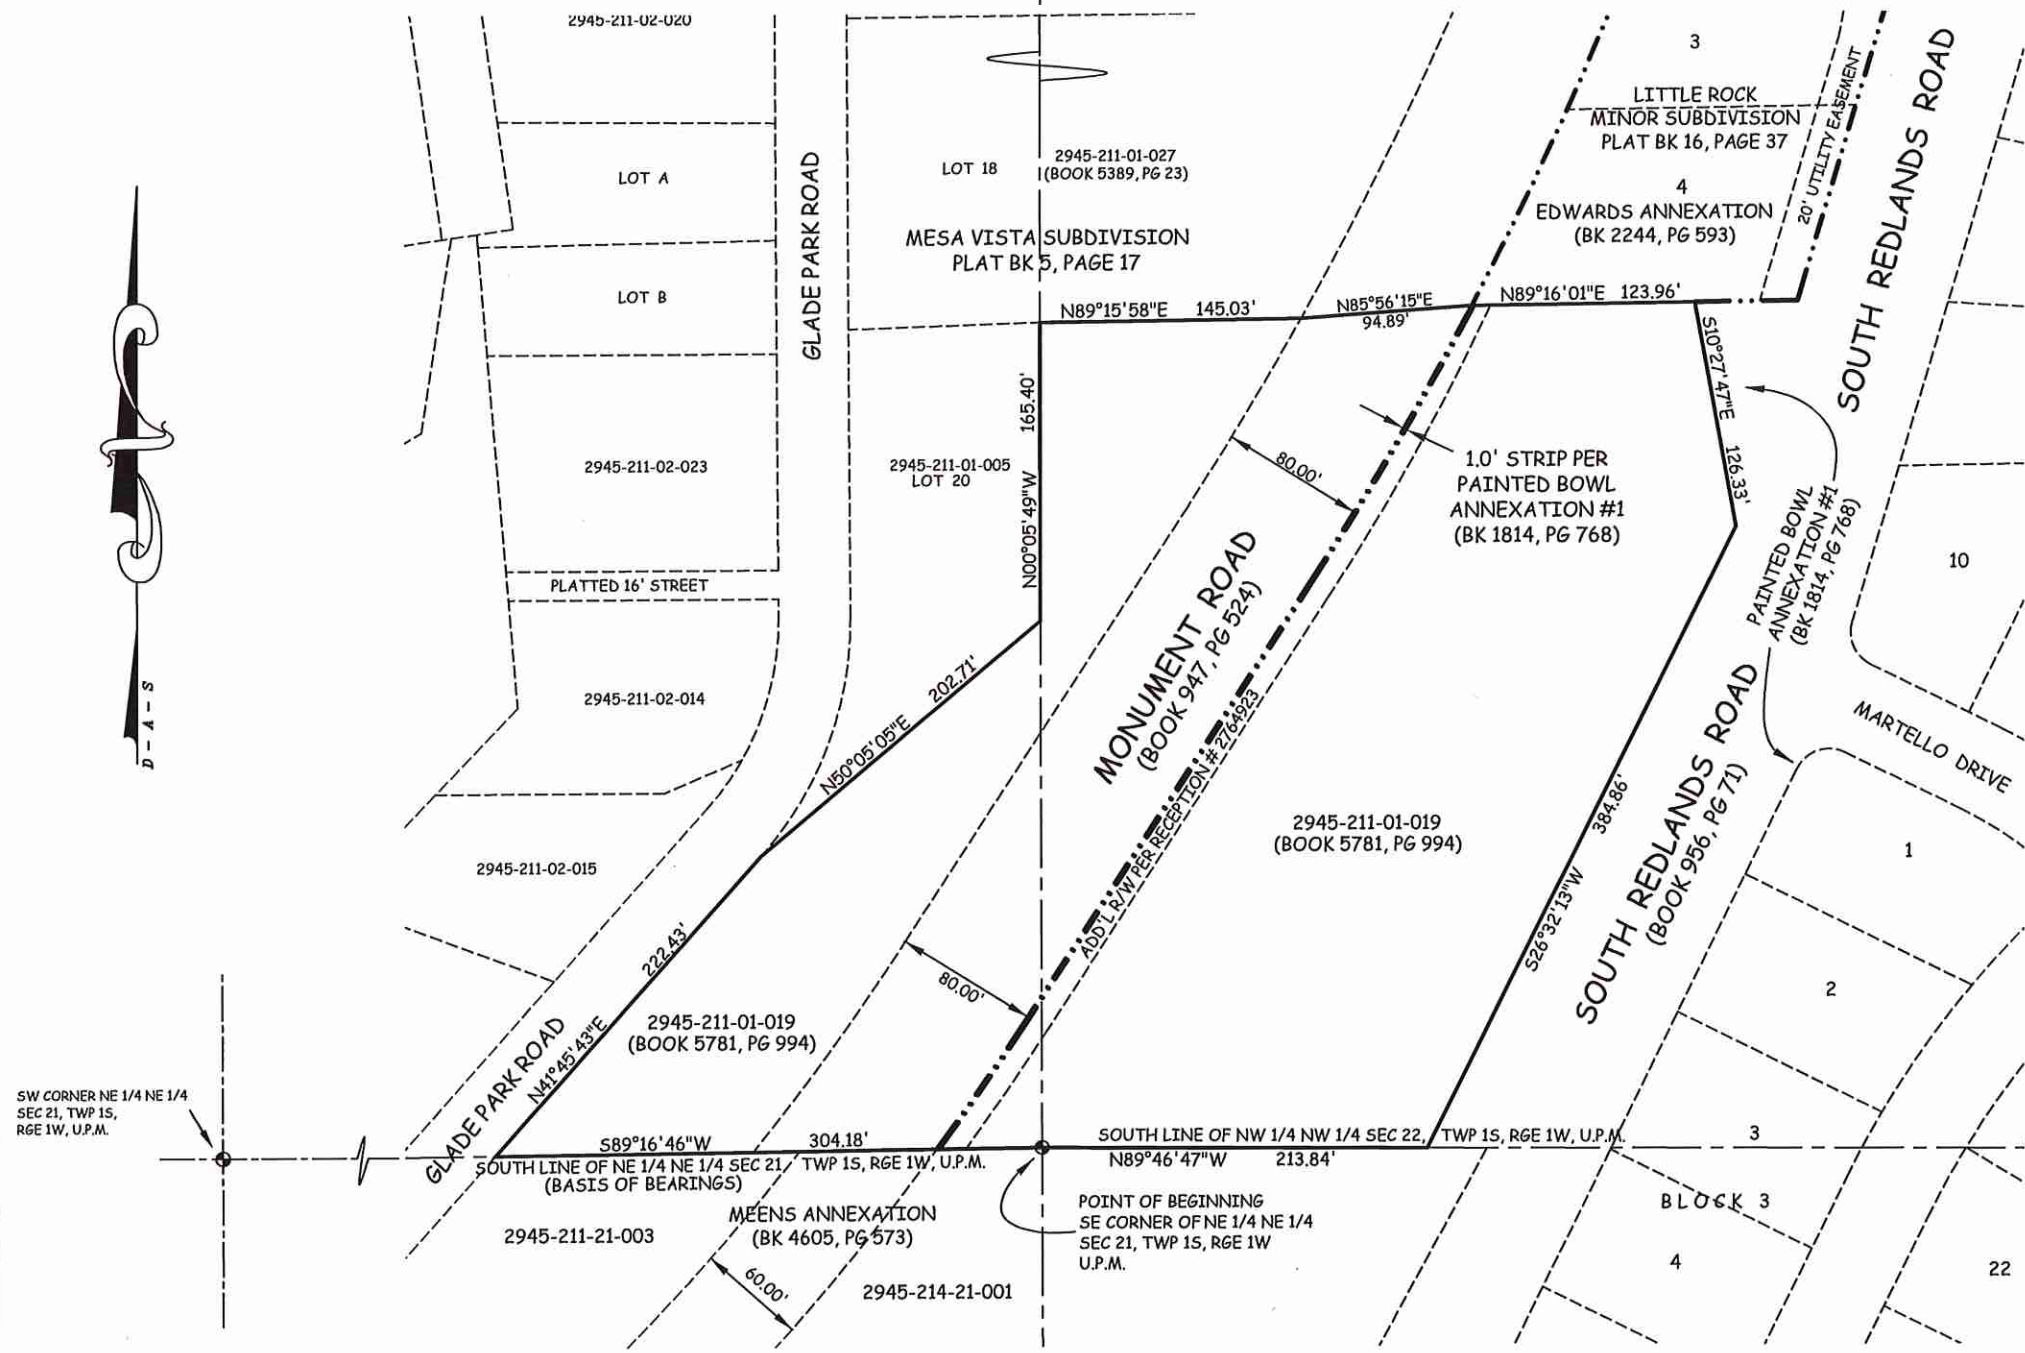 2945-211-02-020
3
LITTLE ROCK
MINOR SUBDIVISION
PLAT BK 16, PAGE 37
20' UTILITY EASEMENT
SOUTH REDLANDS ROAD
LOT A
GLADE PARK ROAD
LOT 18
2945-211-01-027
(BOOK 5389, PG 23)
4
EDWARDS ANNEXATION
(BK 2244, PG 593)
MESA VISTA SUBDIVISION
PLAT BK 5, PAGE 17
LOT B
N89°15'58"E 145.03'
N85°56'15"E
94.89'
N89°16'01"E 123.96'
S10°27'47"E 126.33'
N00°05'49"W 165.40'
2945-211-02-023
2945-211-01-005
LOT 20
80.00'
1.0' STRIP PER
PAINTED BOWL
ANNEXATION #1
(BK 1814, PG 768)
PAINTED BOWL
ANNEXATION #1
(BK 1814, PG 768)
10
PLATTED 16' STREET
MONUMENT ROAD
(BOOK 947, PG 524)
2945-211-02-014
D-A-S
N50°05'05"E 202.71'
ADD'L R/W PER RECEPTION # 2764923
MARTELLO DRIVE
SOUTH REDLANDS ROAD
(BOOK 956, PG 71)
2945-211-01-019
(BOOK 5781, PG 994)
S26°32'13"W 384.86'
1
2945-211-02-015
N41°45'43"E 222.43'
80.00'
2
2945-211-01-019
(BOOK 5781, PG 994)
GLADE PARK ROAD
SW CORNER NE 1/4 NE 1/4
SEC 21, TWP 1S,
RGE 1W, U.P.M.
S89°16'46"W 304.18'
SOUTH LINE OF NE 1/4 NE 1/4 SEC 21, TWP 1S, RGE 1W, U.P.M.
(BASIS OF BEARINGS)
SOUTH LINE OF NW 1/4 NW 1/4 SEC 22, TWP 1S, RGE 1W, U.P.M.
N89°46'47"W 213.84'
3
POINT OF BEGINNING
SE CORNER OF NE 1/4 NE 1/4
SEC 21, TWP 1S, RGE 1W
U.P.M.
BLOCK 3
MEENS ANNEXATION
(BK 4605, PG 573)
2945-211-21-003
60.00'
2945-214-21-001
4
22